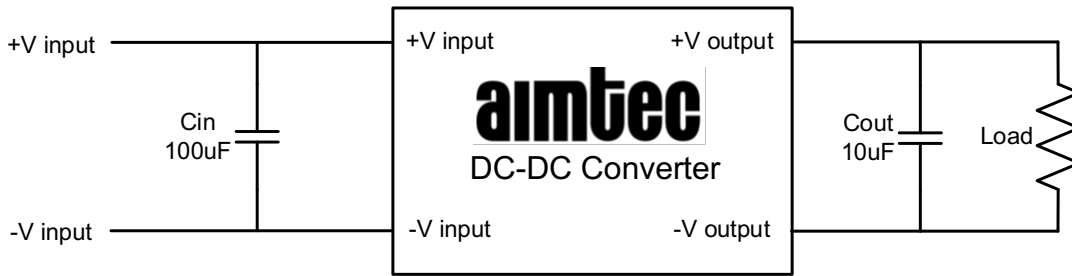 +V input
+V input
+V output
aimtec
Cin
100uF
Cout
10uF
Load
DC-DC Converter
-V input
-V input
-V output